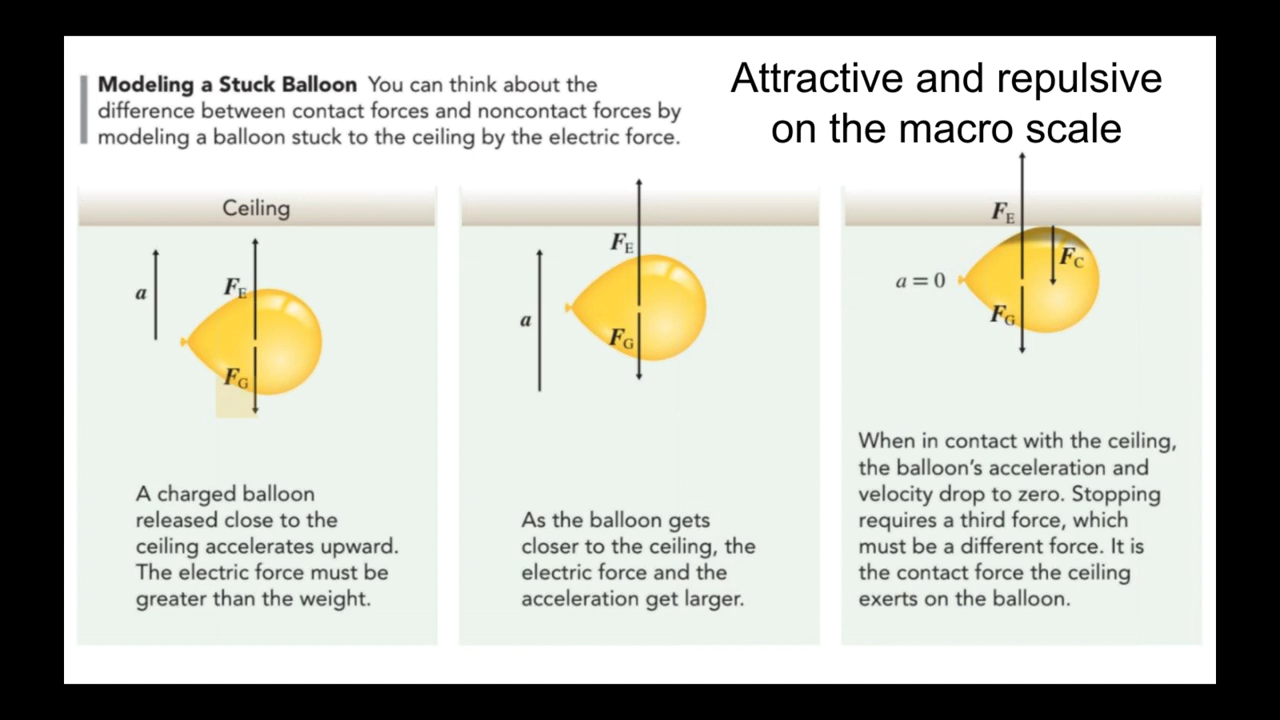 Modeling a Stuck Balloon You can think about the
difference between contact forces and noncontact forces by
modeling a balloon stuck to the ceiling by the electric force.
Attractive and repulsive
on the macro scale
Ceiling
a
FE
FG
A charged balloon
released close to the
ceiling accelerates upward.
The electric force must be
greater than the weight.
a
FE
FG
As the balloon gets
closer to the ceiling, the
electric force and the
acceleration get larger.
FE
FC
a = 0
FG
When in contact with the ceiling,
the balloon’s acceleration and
velocity drop to zero. Stopping
requires a third force, which
must be a different force. It is
the contact force the ceiling
exerts on the balloon.